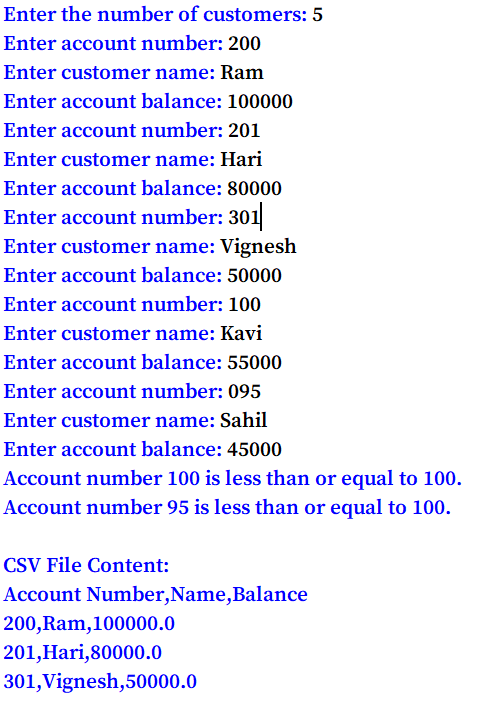 Enter the number of customers: 5
Enter account number: 200
Enter customer name: Ram
Enter account balance: 100000
Enter account number: 201
Enter customer name: Hari
Enter account balance: 80000
Enter account number: 301
Enter customer name: Vignesh
Enter account balance: 50000
Enter account number: 100
Enter customer name: Kavi
Enter account balance: 55000
Enter account number: 095
Enter customer name: Sahil
Enter account balance: 45000
Account number 100 is less than or equal to 100.
Account number 95 is less than or equal to 100.
CSV File Content:
Account Number,Name,Balance
200,Ram,100000.0
201,Hari,80000.0
301,Vignesh,50000.0